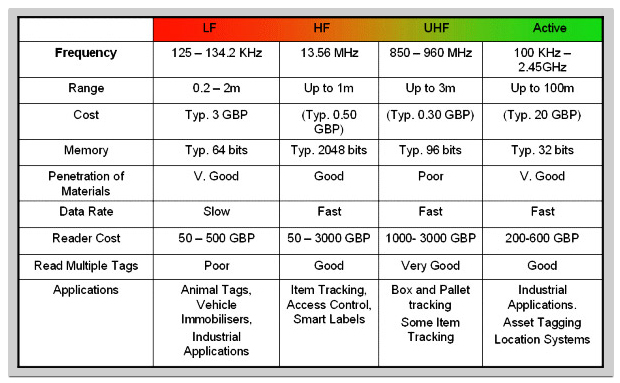 LF HF UHF Active
Frequency 125 – 134.2 KHz 13.56 MHz 850 – 960 MHz 100 KHz –
2.45GHz
Range 0.2 – 2m Up to 1m Up to 3m Up to 100m
Cost Typ. 3 GBP (Typ. 0.50 (Typ. 0.30 GBP) (Typ. 20 GBP)
GBP)
Memory Typ. 64 bits Typ. 2048 bits Typ. 96 bits Typ. 32 bits
Penetration of V. Good Good Poor V. Good
Materials
Data Rate Slow Fast Fast Fast
Reader Cost 50 – 500 GBP 50 – 3000 GBP 1000- 3000 GBP 200-600 GBP
Read Multiple Tags Poor Good Very Good Good
Applications Animal Tags, Item Tracking, Box and Pallet Industrial
Vehicle Access Control, tracking Applications.
Immobilisers, Smart Labels Some Item Asset Tagging
Industrial Tracking Location Systems
Applications